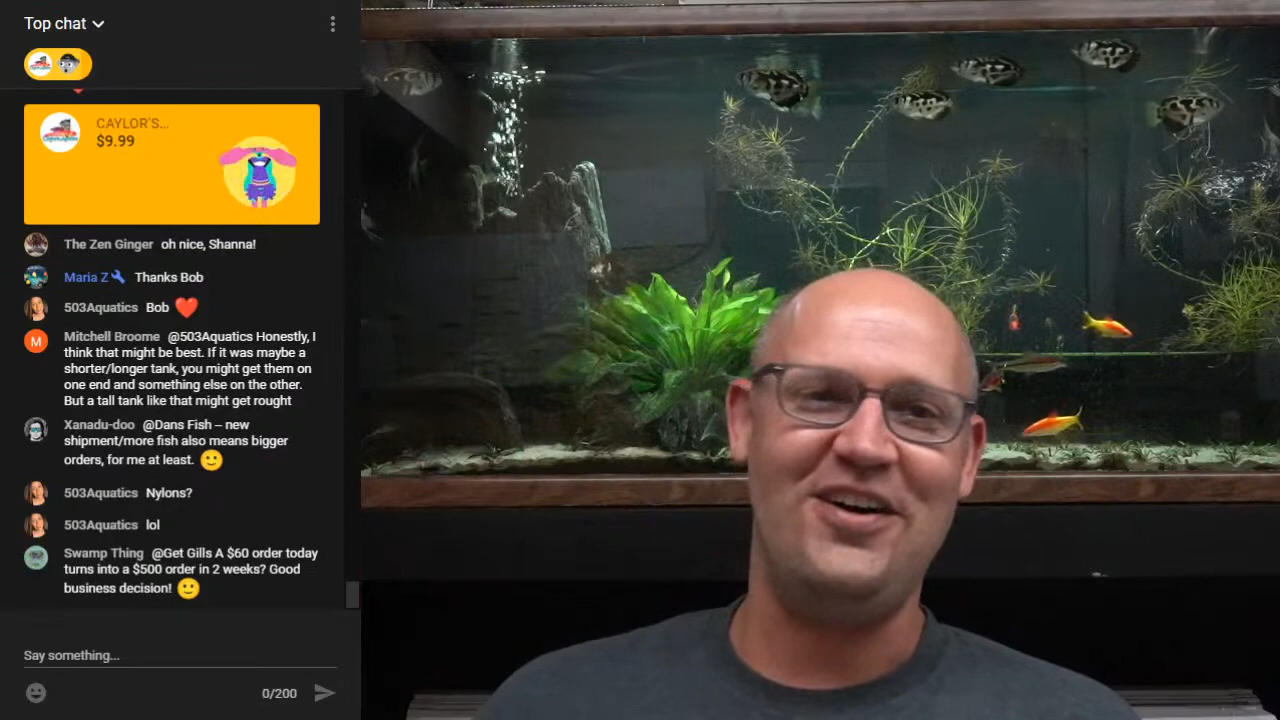 Top chat
CAYLOR'S...
$9.99
The Zen Ginger oh nice, Shanna!
Maria Z Thanks Bob
503Aquatics Bob
M
Mitchell Broome @503Aquatics Honestly, I
think that might be best. If it was maybe a
shorter/longer tank, you might get them on
one end and something else on the other.
But a tall tank like that might get rought
Xanadu-doo @Dans Fish -- new
shipment/more fish also means bigger
orders, for me at least.
503Aquatics Nylons?
503Aquatics lol
Swamp Thing @Get Gills A $60 order today
turns into a $500 order in 2 weeks? Good
business decision!
Say something...
0/200